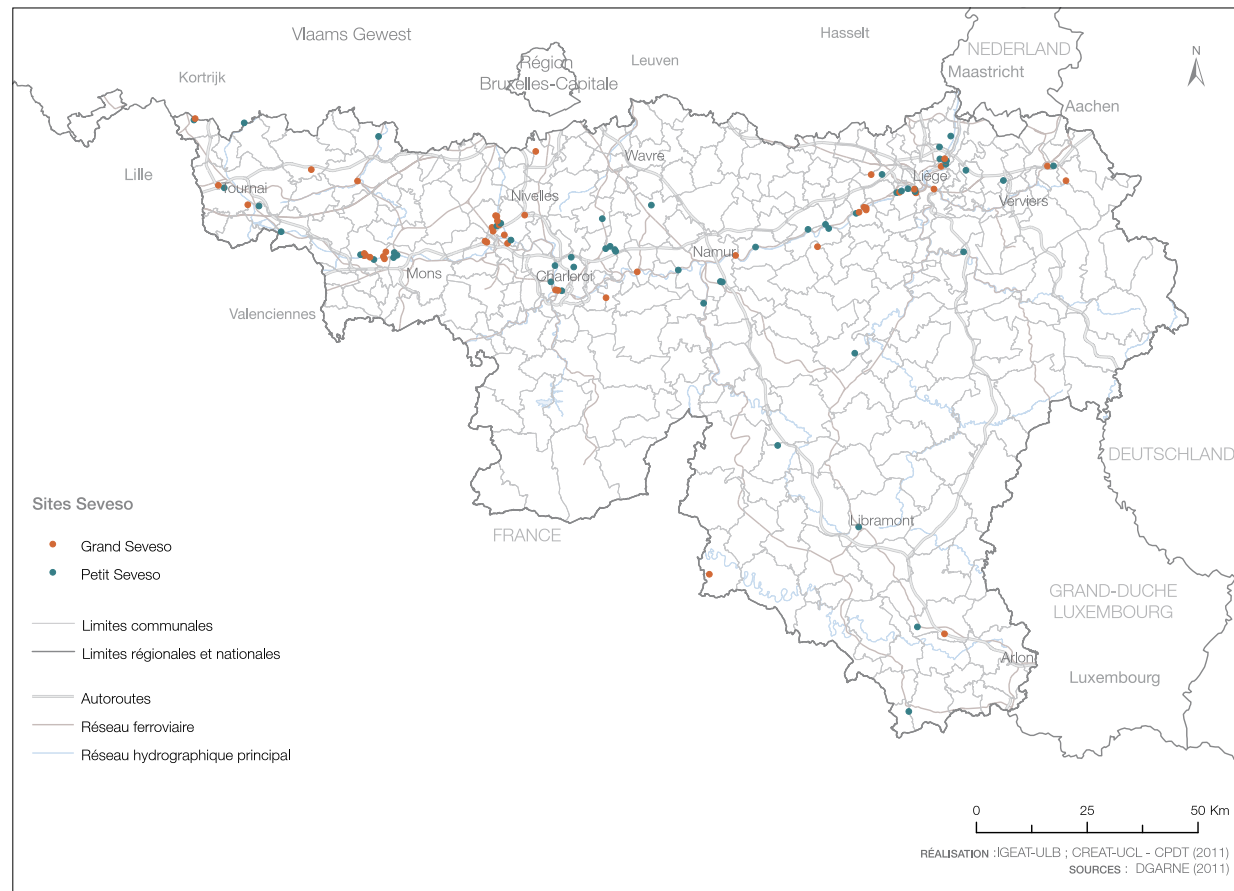 Vlaams Gewest
Hasselt
NEDERLAND
Maastricht
N
Région
Bruxelles-Capitale
Leuven
Kortrijk
Aachen
Lille
Wavre
Liège
Tournai
Nivelles
Verviers
Namur
Mons
Charleroi
Valenciennes
DEUTSCHLAND
Sites Seveso
Grand Seveso
Petit Seveso
Libramont
FRANCE
GRAND-DUCHE
LUXEMBOURG
Limites communales
Limites régionales et nationales
Arlon
Luxembourg
Autoroutes
Réseau ferroviaire
Réseau hydrographique principal
0 25 50 Km
RÉALISATION : IGEAT-ULB ; CREAT-UCL - CPDT (2011)
SOURCES : DGARNE (2011)